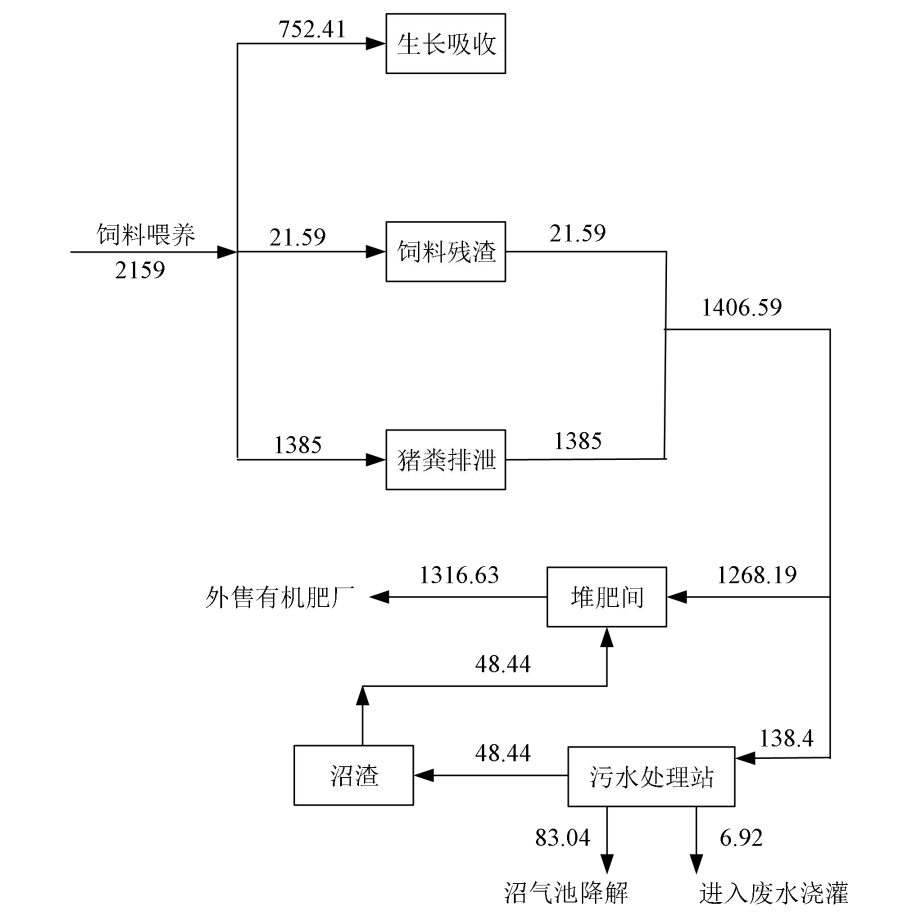 752.41
生长吸收
饲料喂养
2159
21.59
饲料残渣
21.59
1406.59
1385
猪粪排泄
1385
外售有机肥厂
1316.63
堆肥间
1268.19
48.44
沼渣
48.44
污水处理站
138.4
83.04
6.92
沼气池降解
进入废水浇灌